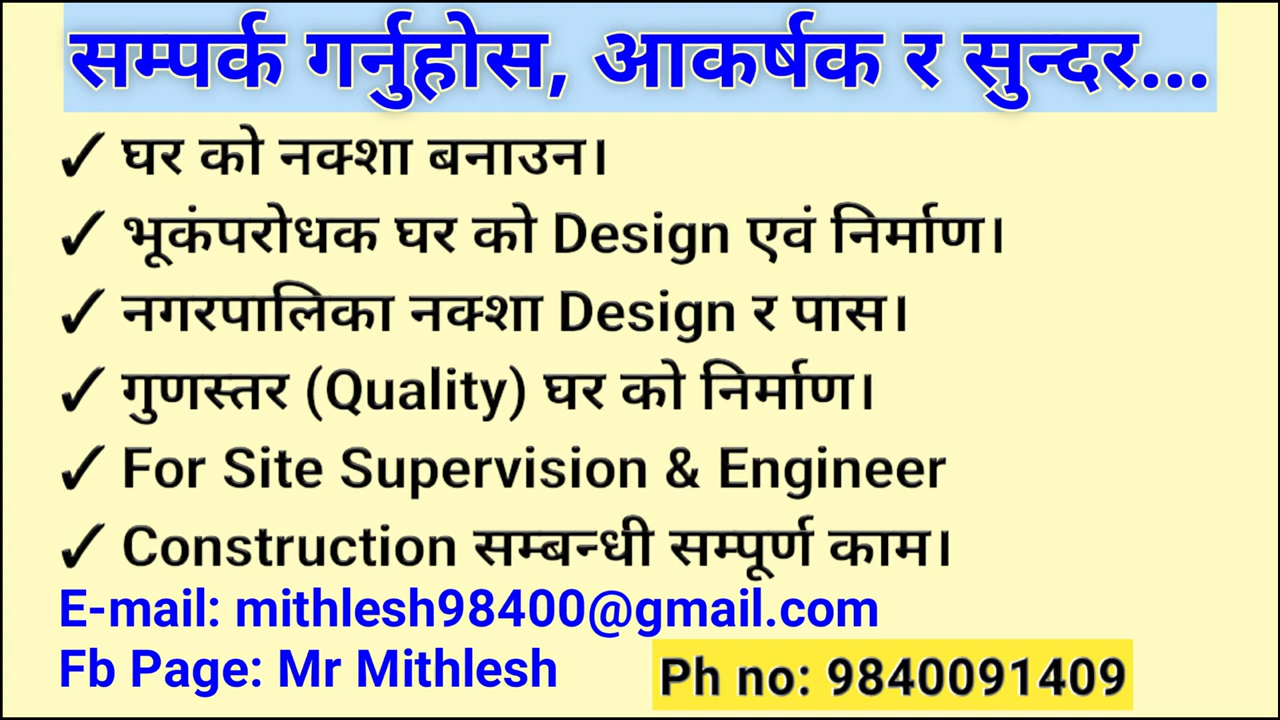 सम्पर्क गर्नुहोस, आकर्षक र सुन्दर...
✓ घर को नक्शा बनाउन।
✓ भूकंपरोधक घर को Design एवं निर्माण।
✓ नगरपालिका नक्शा Design र पास।
✓ गुणस्तर (Quality) घर को निर्माण।
✓ For Site Supervision & Engineer
✓ Construction सम्बन्धी सम्पूर्ण काम।
E-mail: mithlesh98400@gmail.com
Fb Page: Mr Mithlesh
Ph no: 9840091409